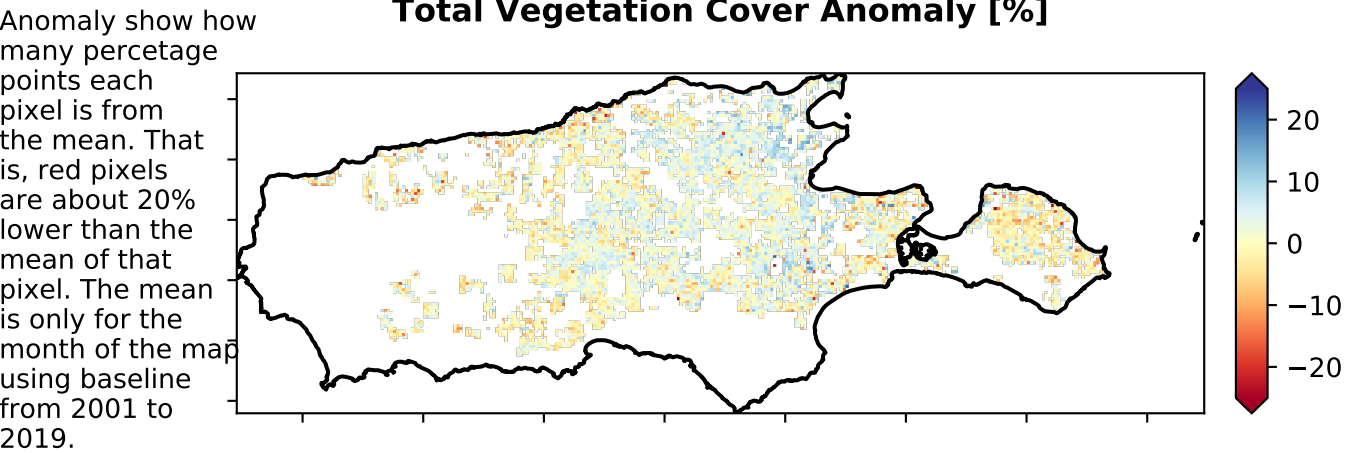 Total Vegetation Cover Anomaly [%]
Anomaly show how
many percetage
points each
pixel is from
the mean. That
is, red pixels
are about 20%
lower than the
mean of that
pixel. The mean
is only for the
month of the map
using baseline
from 2001 to
2019.
20
10
0
−10
−20